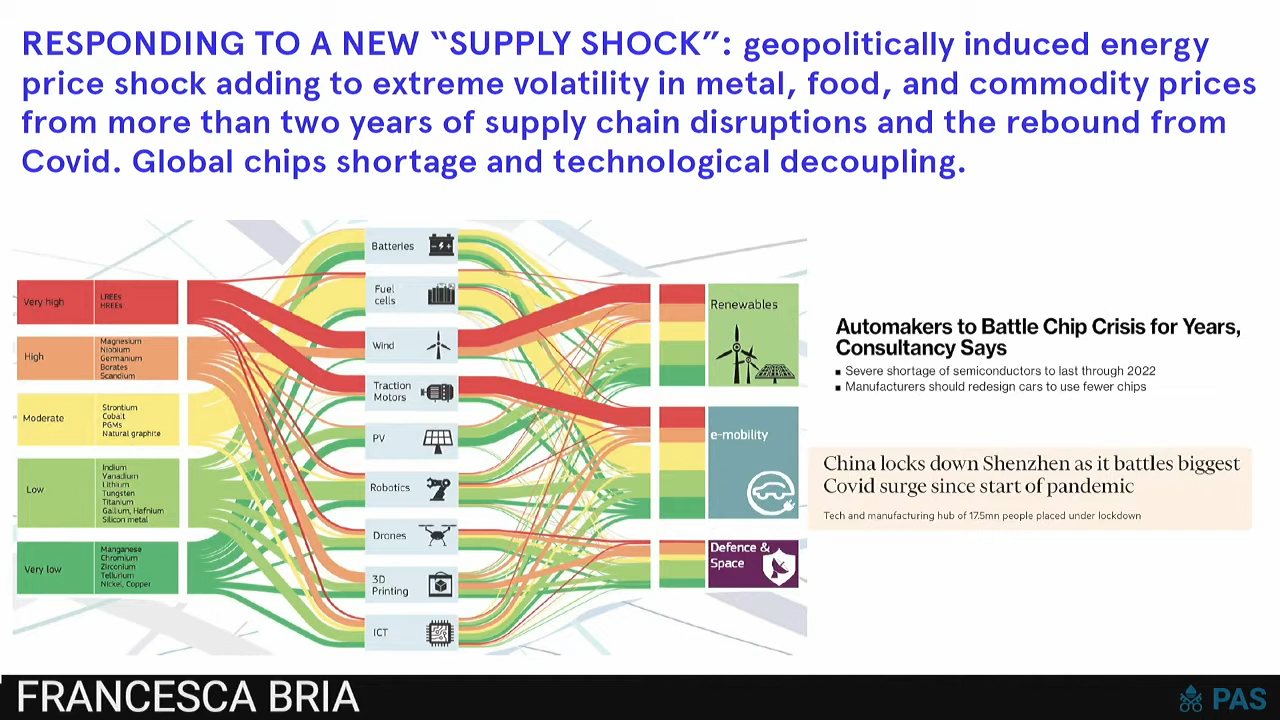 RESPONDING TO A NEW “SUPPLY SHOCK”: geopolitically induced energy
price shock adding to extreme volatility in metal, food, and commodity prices
from more than two years of supply chain disruptions and the rebound from
Covid. Global chips shortage and technological decoupling.
Very high
LREEs
HREEs
High
Magnesium
Niobium
Germanium
Borates
Scandium
Moderate
Strontium
Cobalt
PGMs
Natural graphite
Low
Indium
Vanadium
Lithium
Tungsten
Titanium
Gallium, Hafnium
Silicon metal
Very low
Manganese
Chromium
Zirconium
Tellurium
Nickel, Copper
Batteries
Fuel
cells
Wind
Traction
Motors
PV
Robotics
Drones
3D
Printing
ICT
Renewables
e-mobility
Defence &
Space
Automakers to Battle Chip Crisis for Years,
Consultancy Says
▪ Severe shortage of semiconductors to last through 2022
▪ Manufacturers should redesign cars to use fewer chips
China locks down Shenzhen as it battles biggest
Covid surge since start of pandemic
Tech and manufacturing hub of 17.5mn people placed under lockdown
FRANCESCA BRIA
PAS